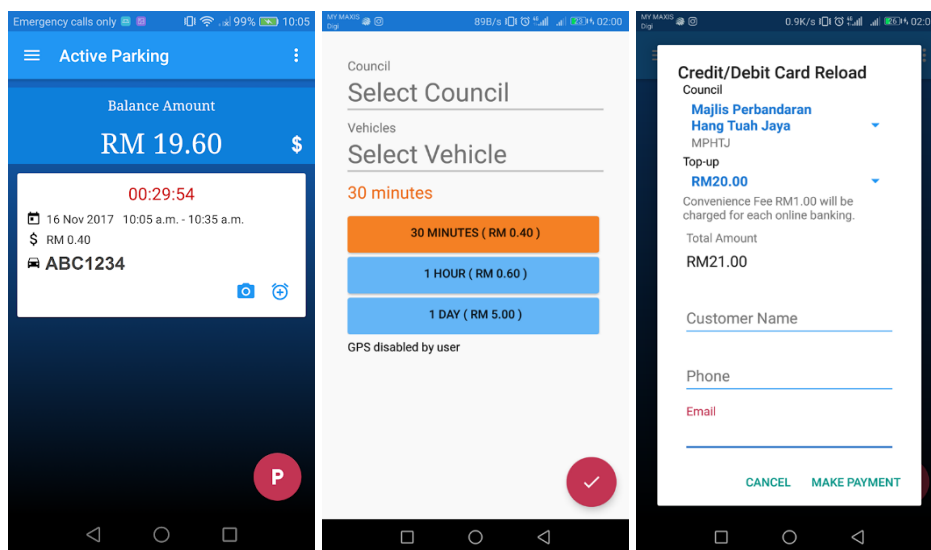 Emergency calls only
99%
10:05
Active Parking
Balance Amount
RM 19.60
$
00:29:54
16 Nov 2017 10:05 a.m. - 10:35 a.m.
$ RM 0.40
ABC1234
P
MY MAXIS
Digi
89B/s
02:00
Council
Select Council
Vehicles
Select Vehicle
30 minutes
30 MINUTES ( RM 0.40 )
1 HOUR ( RM 0.60 )
1 DAY ( RM 5.00 )
GPS disabled by user
MY MAXIS
Digi
0.9K/s
02:0
Credit/Debit Card Reload
Council
Majlis Perbandaran
Hang Tuah Jaya
MPHTJ
Top-up
RM20.00
Convenience Fee RM1.00 will be
charged for each online banking.
Total Amount
RM21.00
Customer Name
Phone
Email
CANCEL MAKE PAYMENT